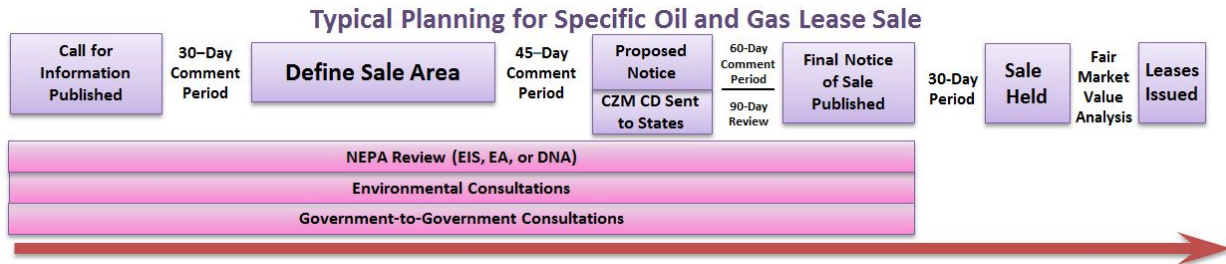 Typical Planning for Specific Oil and Gas Lease Sale
Call for
Information
Published
30–Day
Comment
Period
Define Sale Area
45–Day
Comment
Period
Proposed
Notice
CZM CD Sent
to States
60-Day
Comment
Period
90-Day
Review
Final Notice
of Sale
Published
30-Day
Period
Sale
Held
Fair
Market
Value
Analysis
Leases
Issued
NEPA Review (EIS, EA, or DNA)
Environmental Consultations
Government-to-Government Consultations